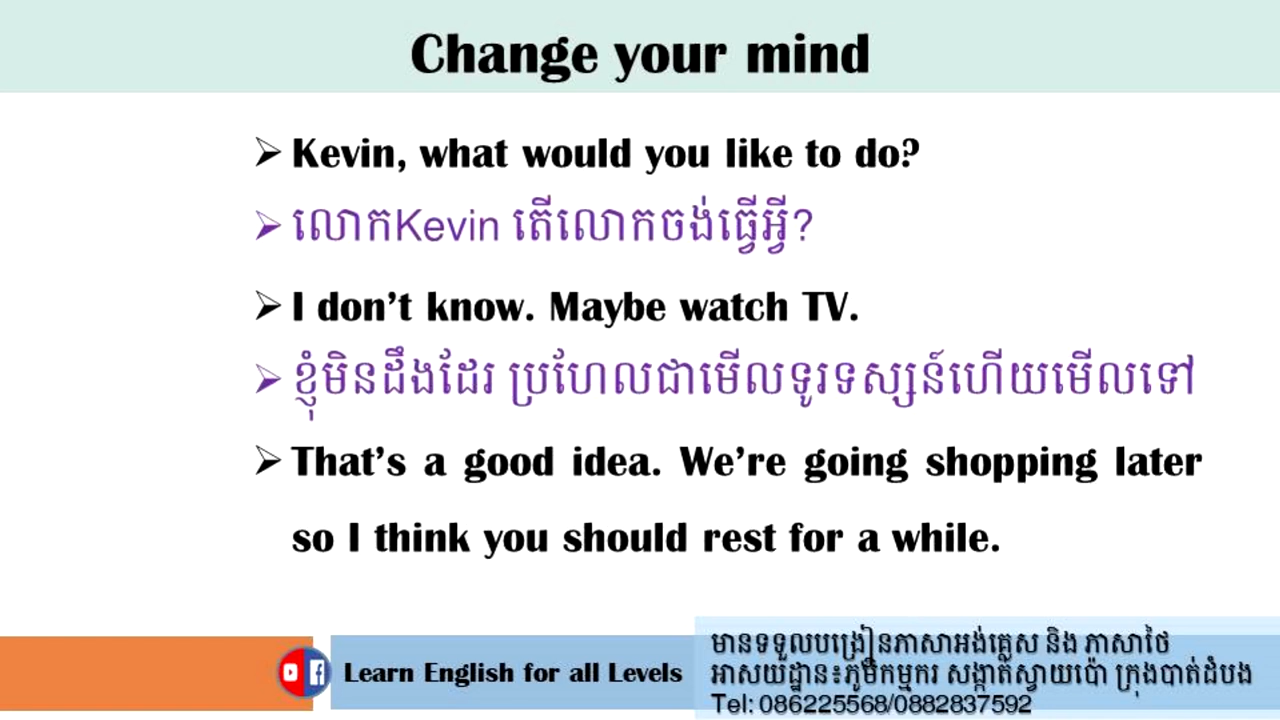 Change your mind
Kevin, what would you like to do?
លោកKevin តើលោកចង់ធ្វើអ្វី?
I don’t know. Maybe watch TV.
ខ្ញុំមិនដឹងដែរ ប្រហែលជាមើលទូរទស្សន៍ហើយមើលទៅ
That’s a good idea. We’re going shopping later
so I think you should rest for a while.
Learn English for all Levels
មានទទួលបង្រៀនភាសាអង់គ្លេស និង ភាសាថៃ
អាសយដ្ឋាន៖ភូមិកម្មករ សង្កាត់ស្វាយប៉ោ ក្រុងបាត់ដំបង
Tel: 086225568/0882837592